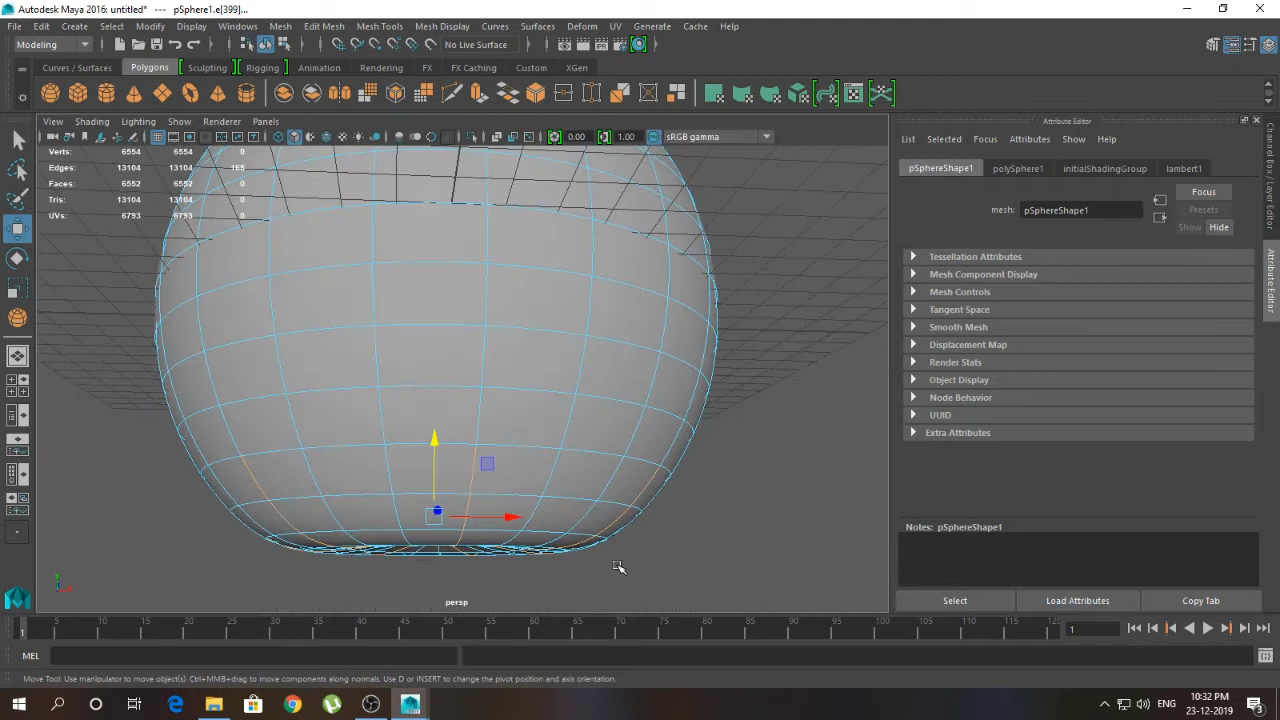 Autodesk Maya 2016: untitled*   ---   pSphere1.e[399]...
File Edit Create Select Modify Display Windows Mesh Edit Mesh Mesh Tools Mesh Display Curves Surfaces Deform UV Generate Cache Help
Modeling No Live Surface
Curves / Surfaces Polygons Sculpting Rigging Animation Rendering FX FX Caching Custom XGen
View Shading Lighting Show Renderer Panels
0.00 1.00 sRGB gamma
Verts: 6554 6554 0
Edges: 13104 13104 165
Faces: 6552 6552 0
Tris: 13104 13104 0
UVs: 6793 6793 0
persp
Attribute Editor
List Selected Focus Attributes Show Help
pSphereShape1 polySphere1 initialShadingGroup lambert1
Focus
mesh: pSphereShape1 Presets
Show Hide
Tessellation Attributes
Mesh Component Display
Mesh Controls
Tangent Space
Smooth Mesh
Displacement Map
Render Stats
Object Display
Node Behavior
UUID
Extra Attributes
Notes: pSphereShape1
Select Load Attributes Copy Tab
Channel Box / Layer Editor
Attribute Editor
1 5 10 15 20 25 30 35 40 45 50 55 60 65 70 75 80 85 90 95 100 105 110 115 120 1
MEL
Move Tool: Use manipulator to move object(s). Ctrl+MMB+drag to move components along normals. Use D or INSERT to change the pivot position and axis orientation.
ENG 10:32 PM
23-12-2019 3